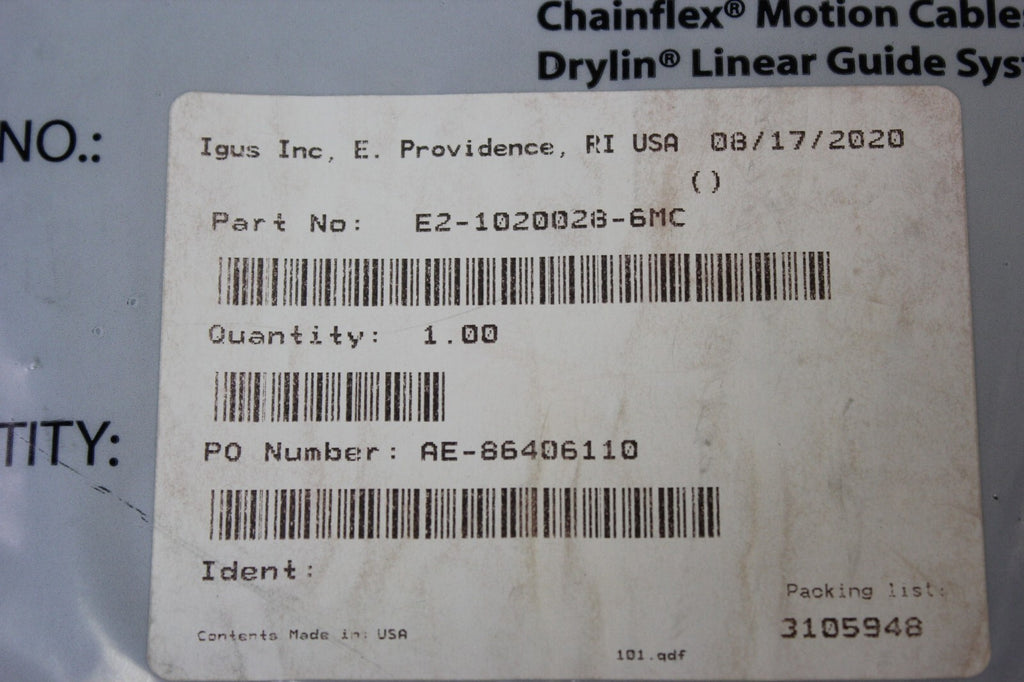 Chainflex® Motion Cable
Drylin® Linear Guide Sys
NO.:
Igus Inc, E. Providence, RI USA 08/17/2020
()
Part No: E2-1020028-6MC
Quantity: 1.00
TITY:
PO Number: AE-86406110
Ident:
Packing list:
3105948
Contents Made in: USA
101.qdf